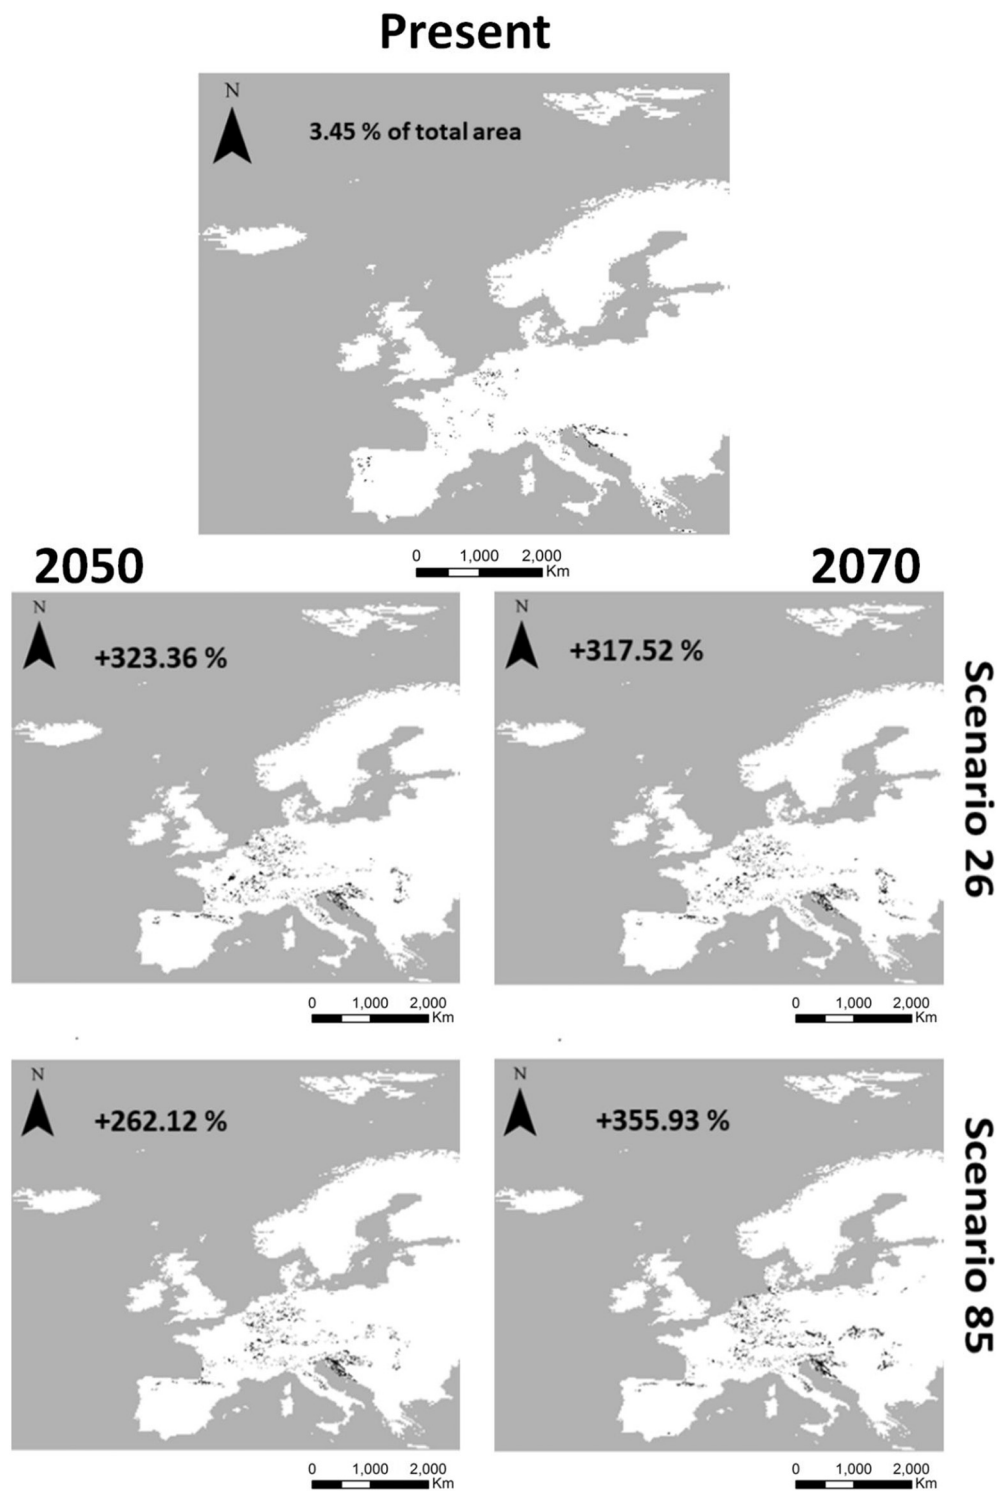 Present
N
3.45 % of total area
0 1,000 2,000
Km
2050
2070
N
+323.36 %
N
+317.52 %
Scenario 26
0 1,000 2,000
Km
0 1,000 2,000
Km
N
+262.12 %
N
+355.93 %
Scenario 85
0 1,000 2,000
Km
0 1,000 2,000
Km